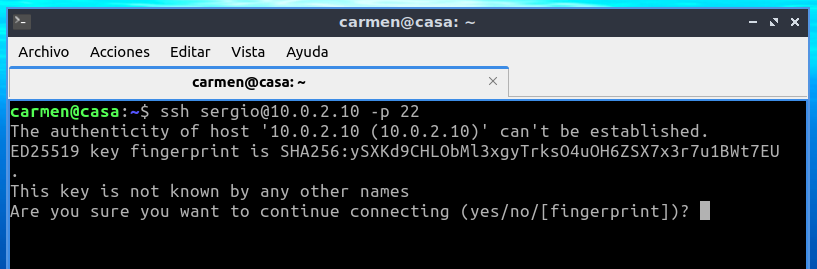 carmen@casa: ~
Archivo Acciones Editar Vista Ayuda
carmen@casa: ~
carmen@casa:~$ ssh sergio@10.0.2.10 -p 22
The authenticity of host '10.0.2.10 (10.0.2.10)' can't be established.
ED25519 key fingerprint is SHA256:ySXKd9CHLObMl3xgyTrksO4uOH6ZSX7x3r7u1BWt7EU
.
This key is not known by any other names
Are you sure you want to continue connecting (yes/no/[fingerprint])?